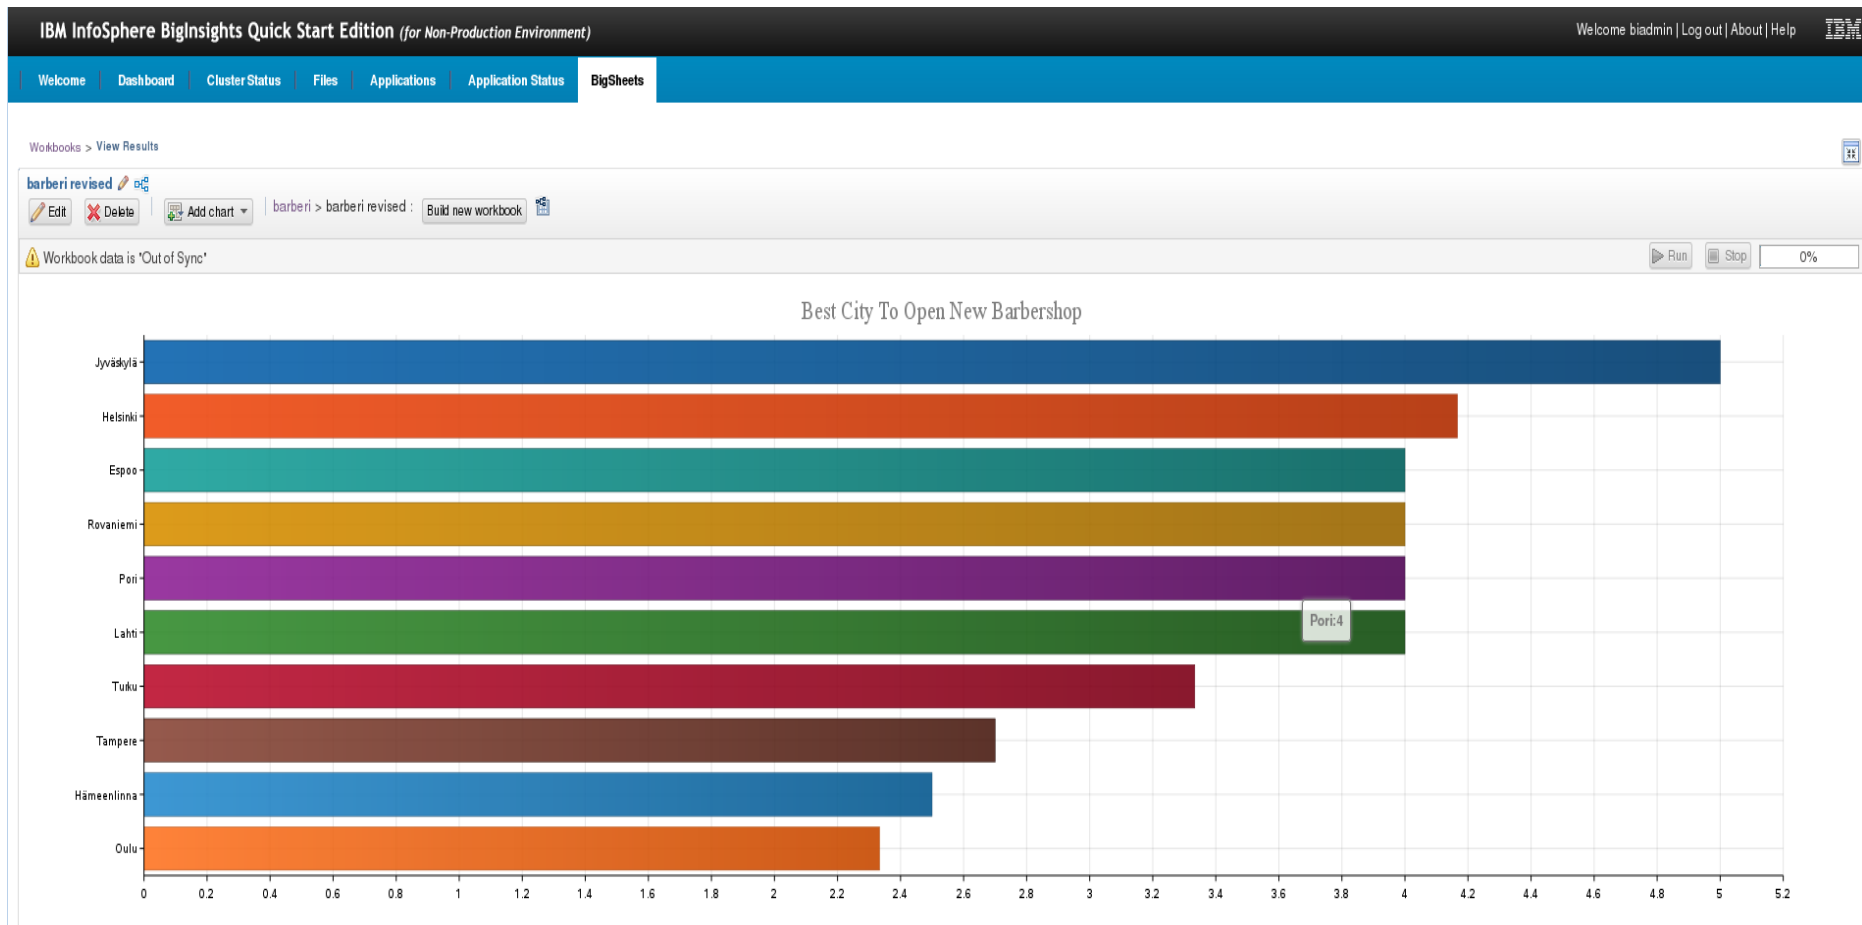 IBM InfoSphere BigInsights Quick Start Edition (for Non-Production Environment)
Welcome biadmin | Log out | About | Help
IBM
Welcome
Dashboard
Cluster Status
Files
Applications
Application Status
BigSheets
Workbooks > View Results
barberi revised
Edit
Delete
Add chart
barberi > barberi revised :
Build new workbook
Workbook data is "Out of Sync"
Run
Stop
0%
Best City To Open New Barbershop
Jyväskylä
Helsinki
Espoo
Rovaniemi
Pori
Lahti
Pori:4
Turku
Tampere
Hämeenlinna
Oulu
0 0.2 0.4 0.6 0.8 1 1.2 1.4 1.6 1.8 2 2.2 2.4 2.6 2.8 3 3.2 3.4 3.6 3.8 4 4.2 4.4 4.6 4.8 5 5.2